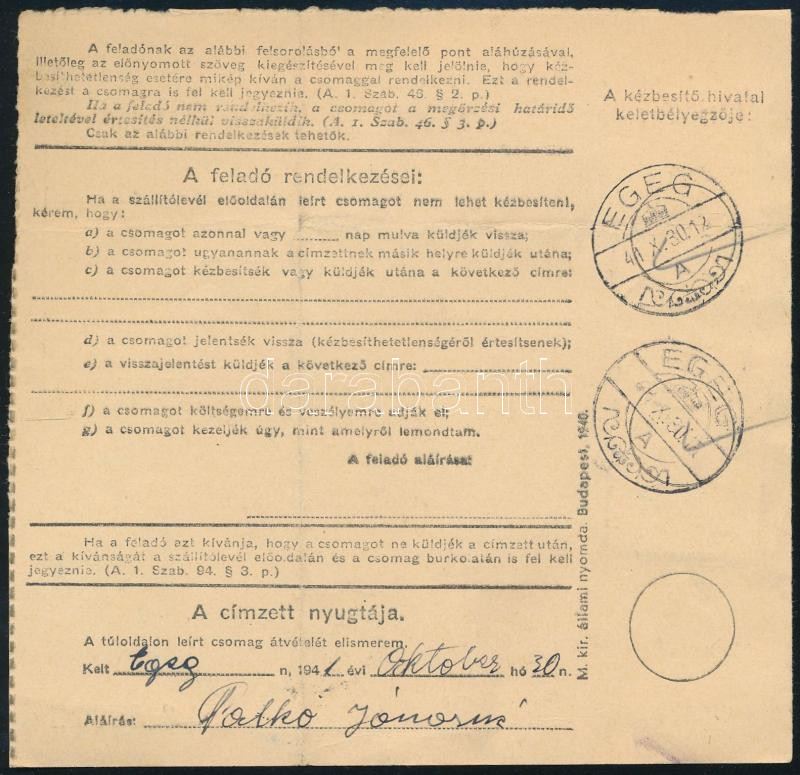 A feladónak az alábbi felsorolásból a megfelelő pont aláhúzásával,
illetőleg az előnyomott szöveg kiegészítésével meg kell jelölnie, hogy kéz-
besíthetetlenség esetére mikép kíván a csomaggal rendelkezni. Ezt a rendel-
kezést a csomagra is fel kell jegyeznie. (A. 1. Szab. 46. § 2. p.)
Ha a feladó nem rendelkezik, a csomagot a megőrzési határidő
leteltével értesítés nélkül visszaküldik. (A. 1. Szab. 46. § 3. p.)
Csak az alábbi rendelkezések tehetők.
A kézbesítő hivatal
keletbélyegzője:
A feladó rendelkezései:
Ha a szállítólevél előoldalán leírt csomagot nem lehet kézbesíteni,
kérem, hogy:
a) a csomagot azonnal vagy ........ nap mulva küldjék vissza;
b) a csomagot ugyanannak a címzettnek másik helyre küldjék utána;
c) a csomagot kézbesítsék vagy küldjék utána a következő címre:
d) a csomagot jelentsék vissza (kézbesíthetetlenségéről értesítsenek);
e) a visszajelentést küldjék a következő címre:
f) a csomagot költségemre és veszélyemre adják el;
g) a csomagot kezeljék úgy, mint amelyről lemondtam.
A feladó aláírása:
EGEG
41 X. 30. 12
A
EGEG
X. 30.
A
darabanth
M. kir. állami nyomda. Budapest, 1940.
Ha a feladó ezt kívánja, hogy a csomagot ne küldjék a címzett után,
ezt a kívánságát a szállítólevél előoldalán és a csomag burkolatán is fel kell
jegyeznie. (A. 1. Szab. 94. § 3. p.)
A címzett nyugtája.
A túloldalon leírt csomag átvételét elismerem
Kelt Egeg n, 1941 évi Oktober hó 30 n.
Aláírás: Palkó Jánosné